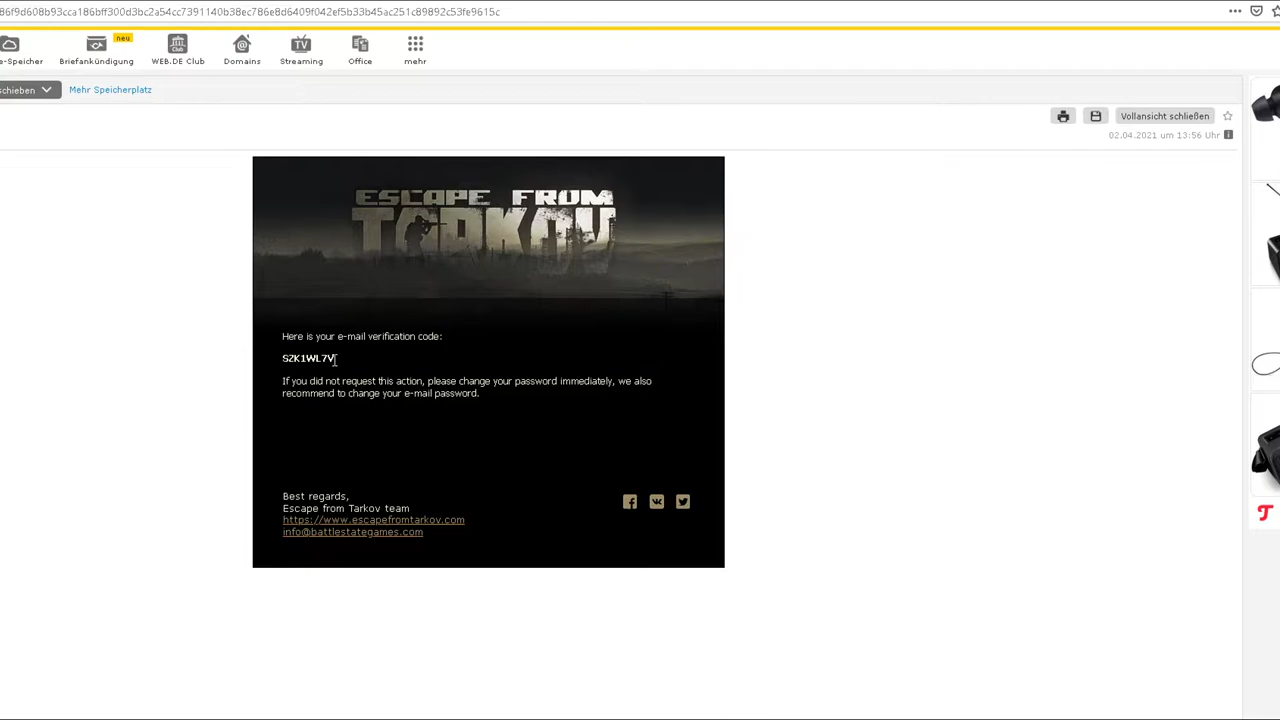 86f9d608b93cca186bff300d3bc2a54cc7391140b38ec786e8d6409f042ef5b33b45ac251c89892c53fe9615c
neu
e-Speicher Briefankündigung WEB.DE Club Domains Streaming Office mehr
schieben Mehr Speicherplatz
Vollansicht schließen
02.04.2021 um 13:56 Uhr
ESCAPE FROM
TARKOV
Here is your e-mail verification code:
SZK1WL7V
If you did not request this action, please change your password immediately, we also
recommend to change your e-mail password.
Best regards,
Escape from Tarkov team
https://www.escapefromtarkov.com
info@battlestategames.com